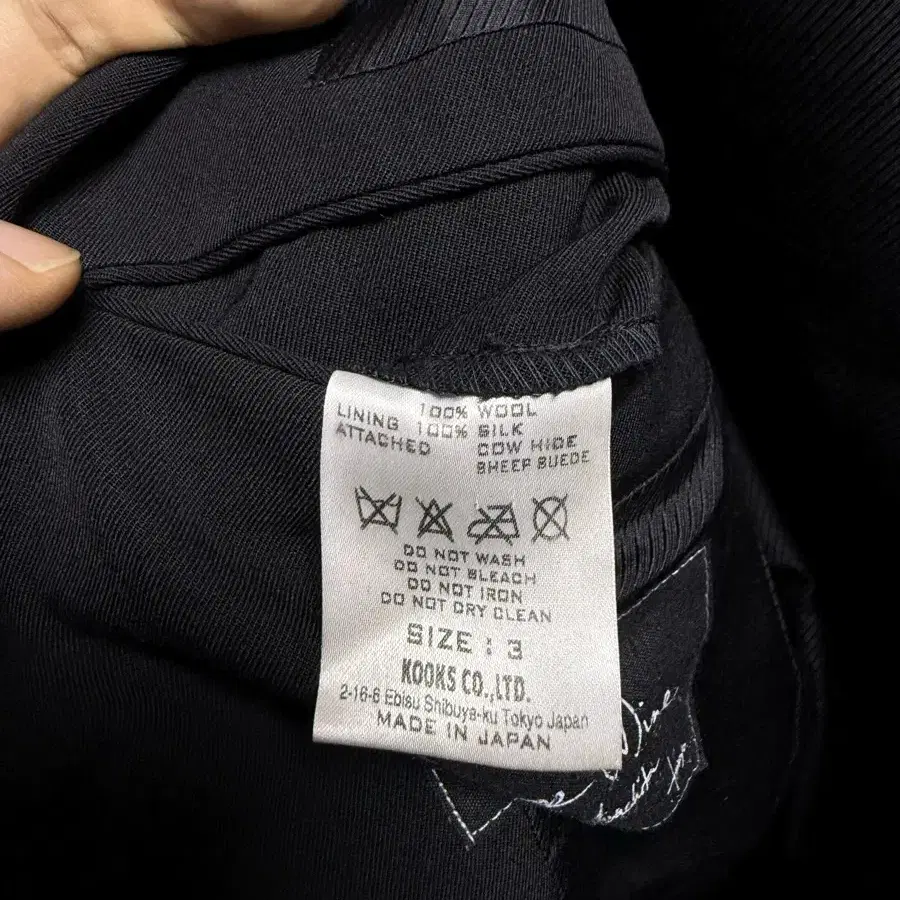 100% WOOL
LINING 100% SILK
ATTACHED COW HIDE
SHEEP SUEDE
DO NOT WASH
DO NOT BLEACH
DO NOT IRON
DO NOT DRY CLEAN
SIZE : 3
KOOKS CO.,LTD.
2-16-6 Ebisu Shibuya-ku Tokyo Japan
MADE IN JAPAN